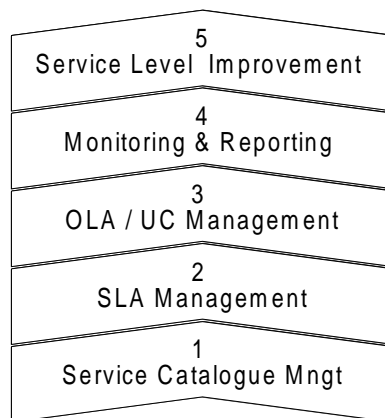 5
Service Level Improvement
4
Monitoring & Reporting
3
OLA / UC Management
2
SLA Management
1
Service Catalogue Mngt